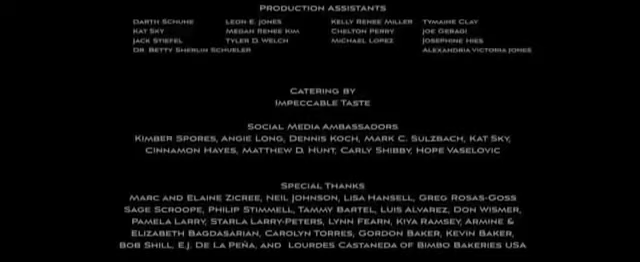 PRODUCTION ASSISTANTS
DARTH SCHUHE LEON E. JONES KELLY RENEE MILLER TYMAINE CLAY
KAT SKY MEGAN RENEE KIM CHELTON PERRY JOE GEBAGI
JACK STIEFEL TYLER D. WELCH MICHAEL LOPEZ JOSEPHINE HIES
DR. BETTY SHERLIN SCHUELER ALEXANDRIA VICTORIA JONES
CATERING BY
IMPECCABLE TASTE
SOCIAL MEDIA AMBASSADORS
KIMBER SPORES, ANGIE LONG, DENNIS KOCH, MARK C. SULZBACH, KAT SKY,
CINNAMON HAYES, MATTHEW D. HUNT, CARLY SHIBBY, HOPE VASELOVIC
SPECIAL THANKS
MARC AND ELAINE ZICREE, NEIL JOHNSON, LISA HANSELL, GREG ROSAS-GOSS
SAGE SCROOPE, PHILIP STIMMELL, TAMMY BARTEL, LUIS ALVAREZ, DON WISMER,
PAMELA LARRY, STARLA LARRY-PETERS, LYNN FEARN, KIYA RAMSEY, ARMINE &
ELIZABETH BAGDASARIAN, CAROLYN TORRES, GORDON BAKER, KEVIN BAKER,
BOB SHILL, E.J. DE LA PEÑA, AND LOURDES CASTANEDA OF BIMBO BAKERIES USA